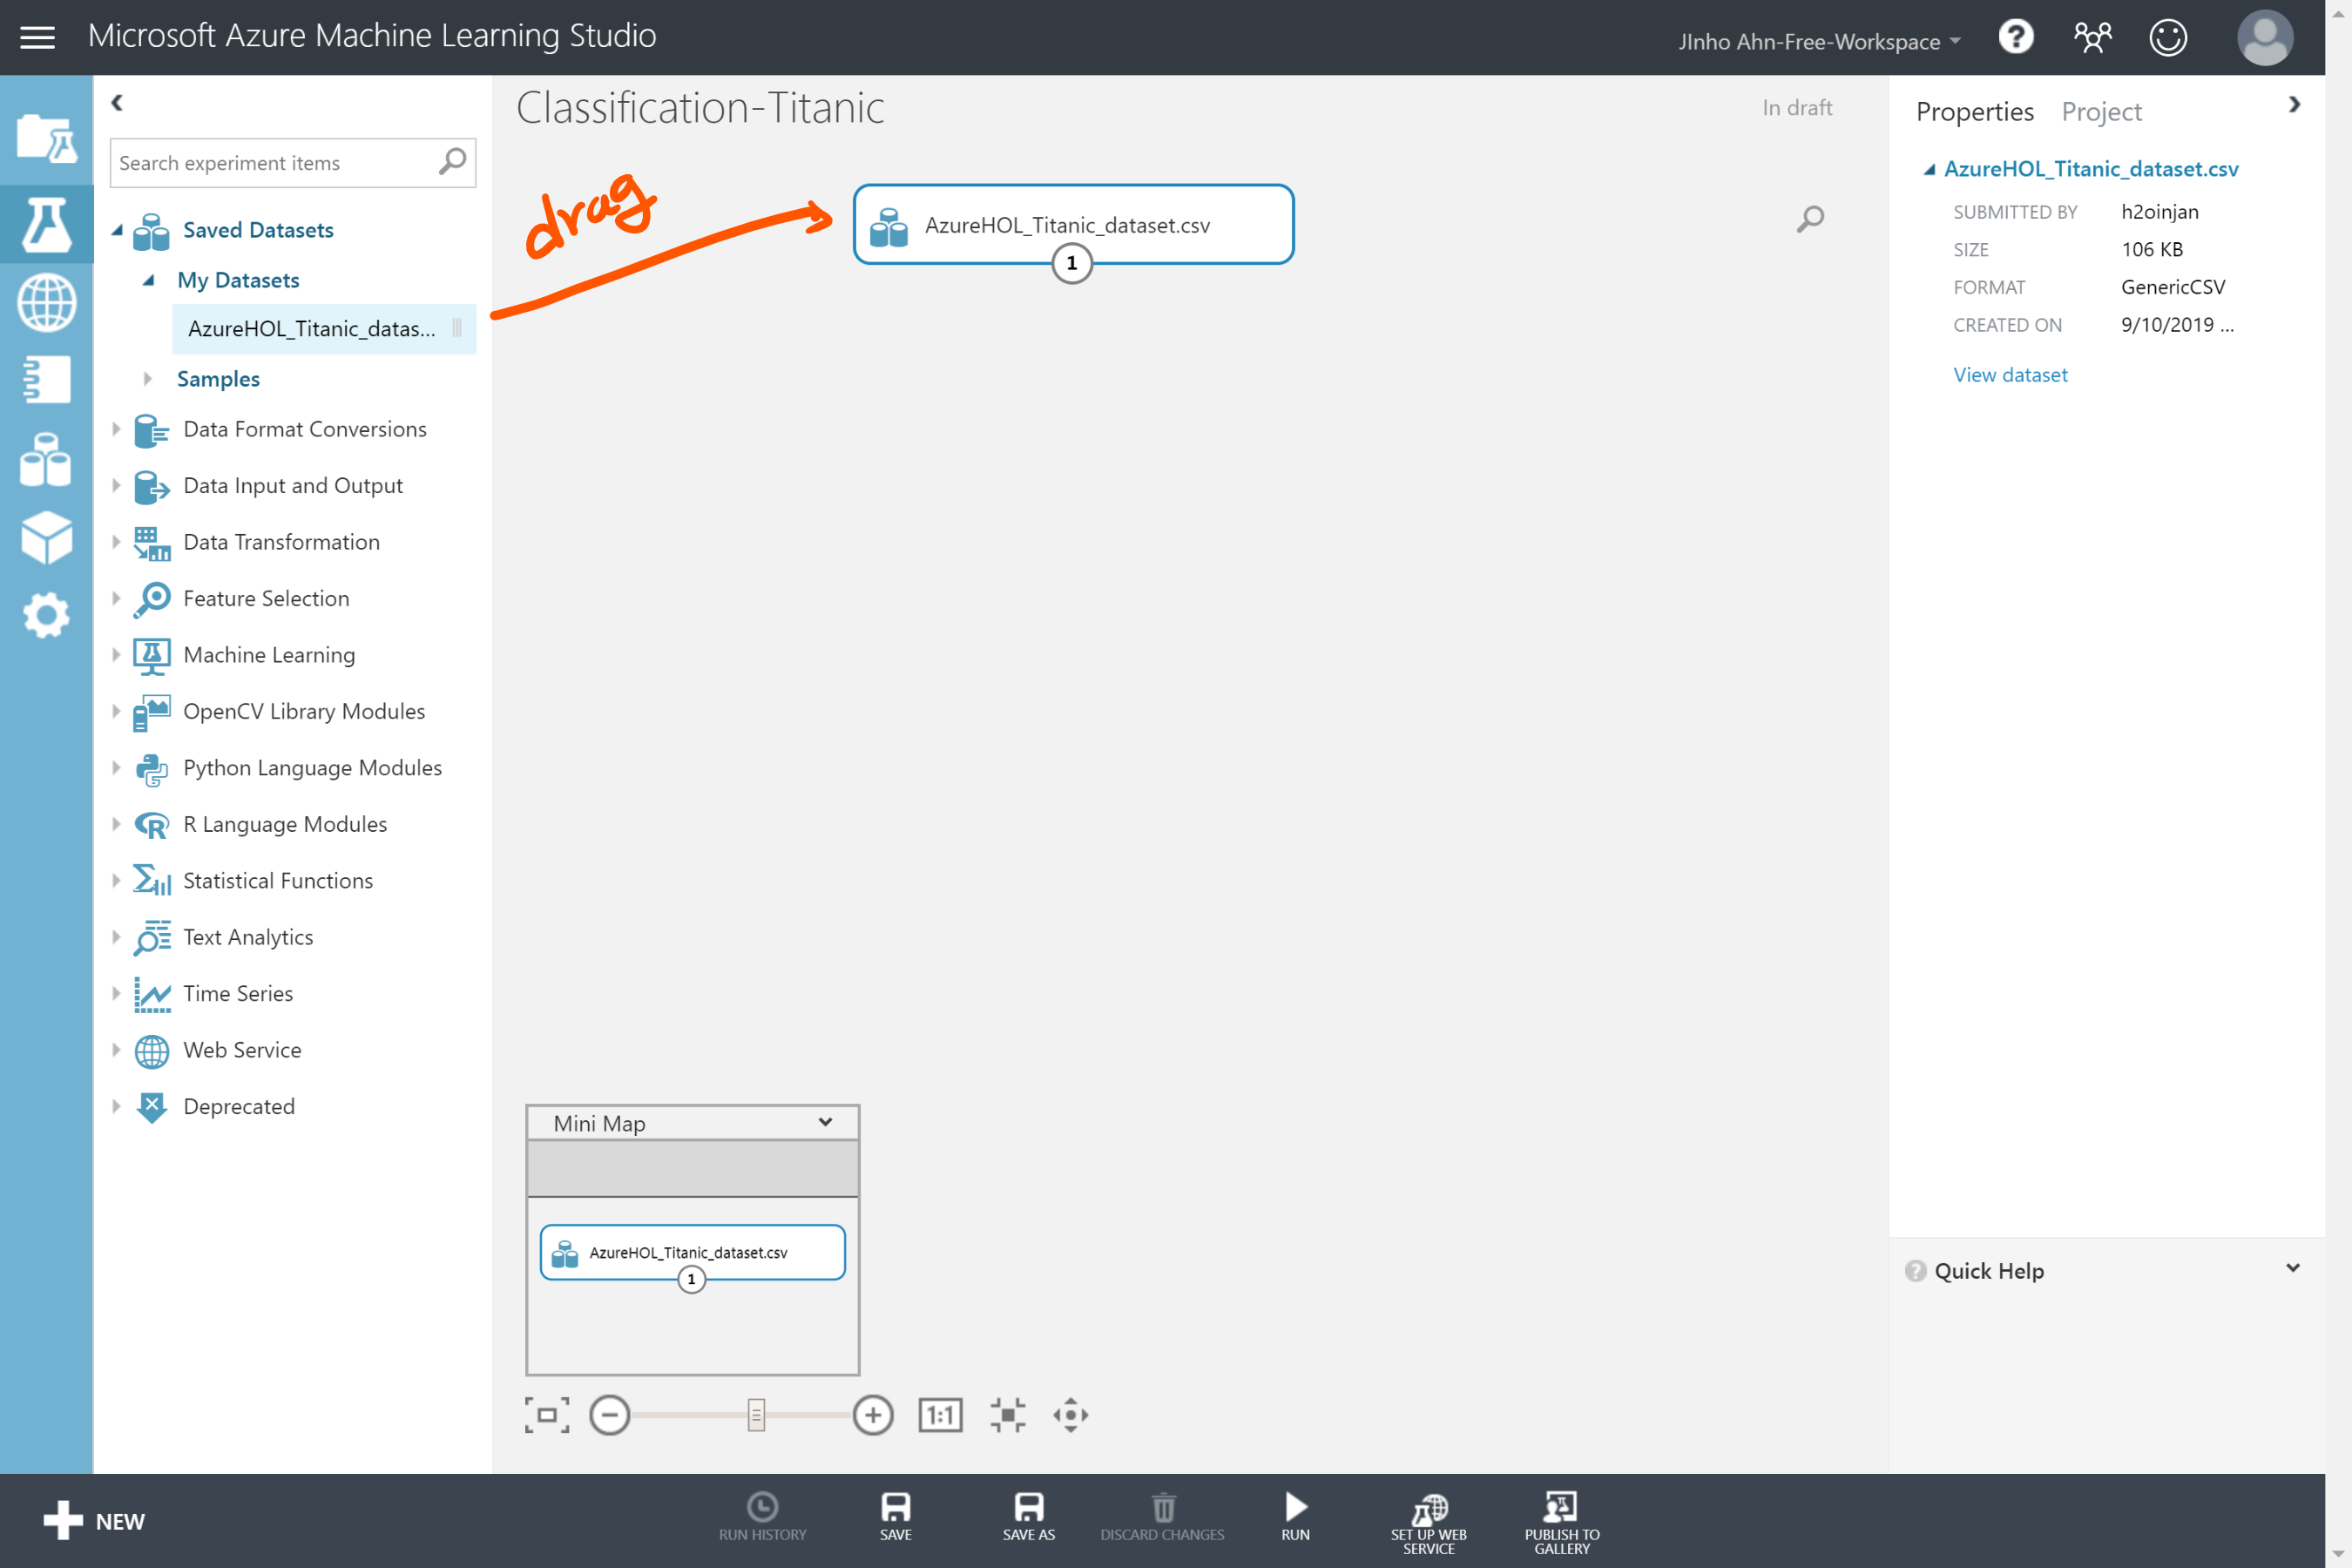 Microsoft Azure Machine Learning Studio
JInho Ahn-Free-Workspace
?
Search experiment items
Saved Datasets
My Datasets
AzureHOL_Titanic_datas...
Samples
Data Format Conversions
Data Input and Output
Data Transformation
Feature Selection
Machine Learning
OpenCV Library Modules
Python Language Modules
R Language Modules
Statistical Functions
Text Analytics
Time Series
Web Service
Deprecated
Classification-Titanic
In draft
drag
AzureHOL_Titanic_dataset.csv
1
Mini Map
AzureHOL_Titanic_dataset.csv
1
1:1
Properties Project
AzureHOL_Titanic_dataset.csv
SUBMITTED BY h2oinjan
SIZE 106 KB
FORMAT GenericCSV
CREATED ON 9/10/2019 ...
View dataset
? Quick Help
NEW
RUN HISTORY
SAVE
SAVE AS
DISCARD CHANGES
RUN
SET UP WEB
SERVICE
PUBLISH TO
GALLERY